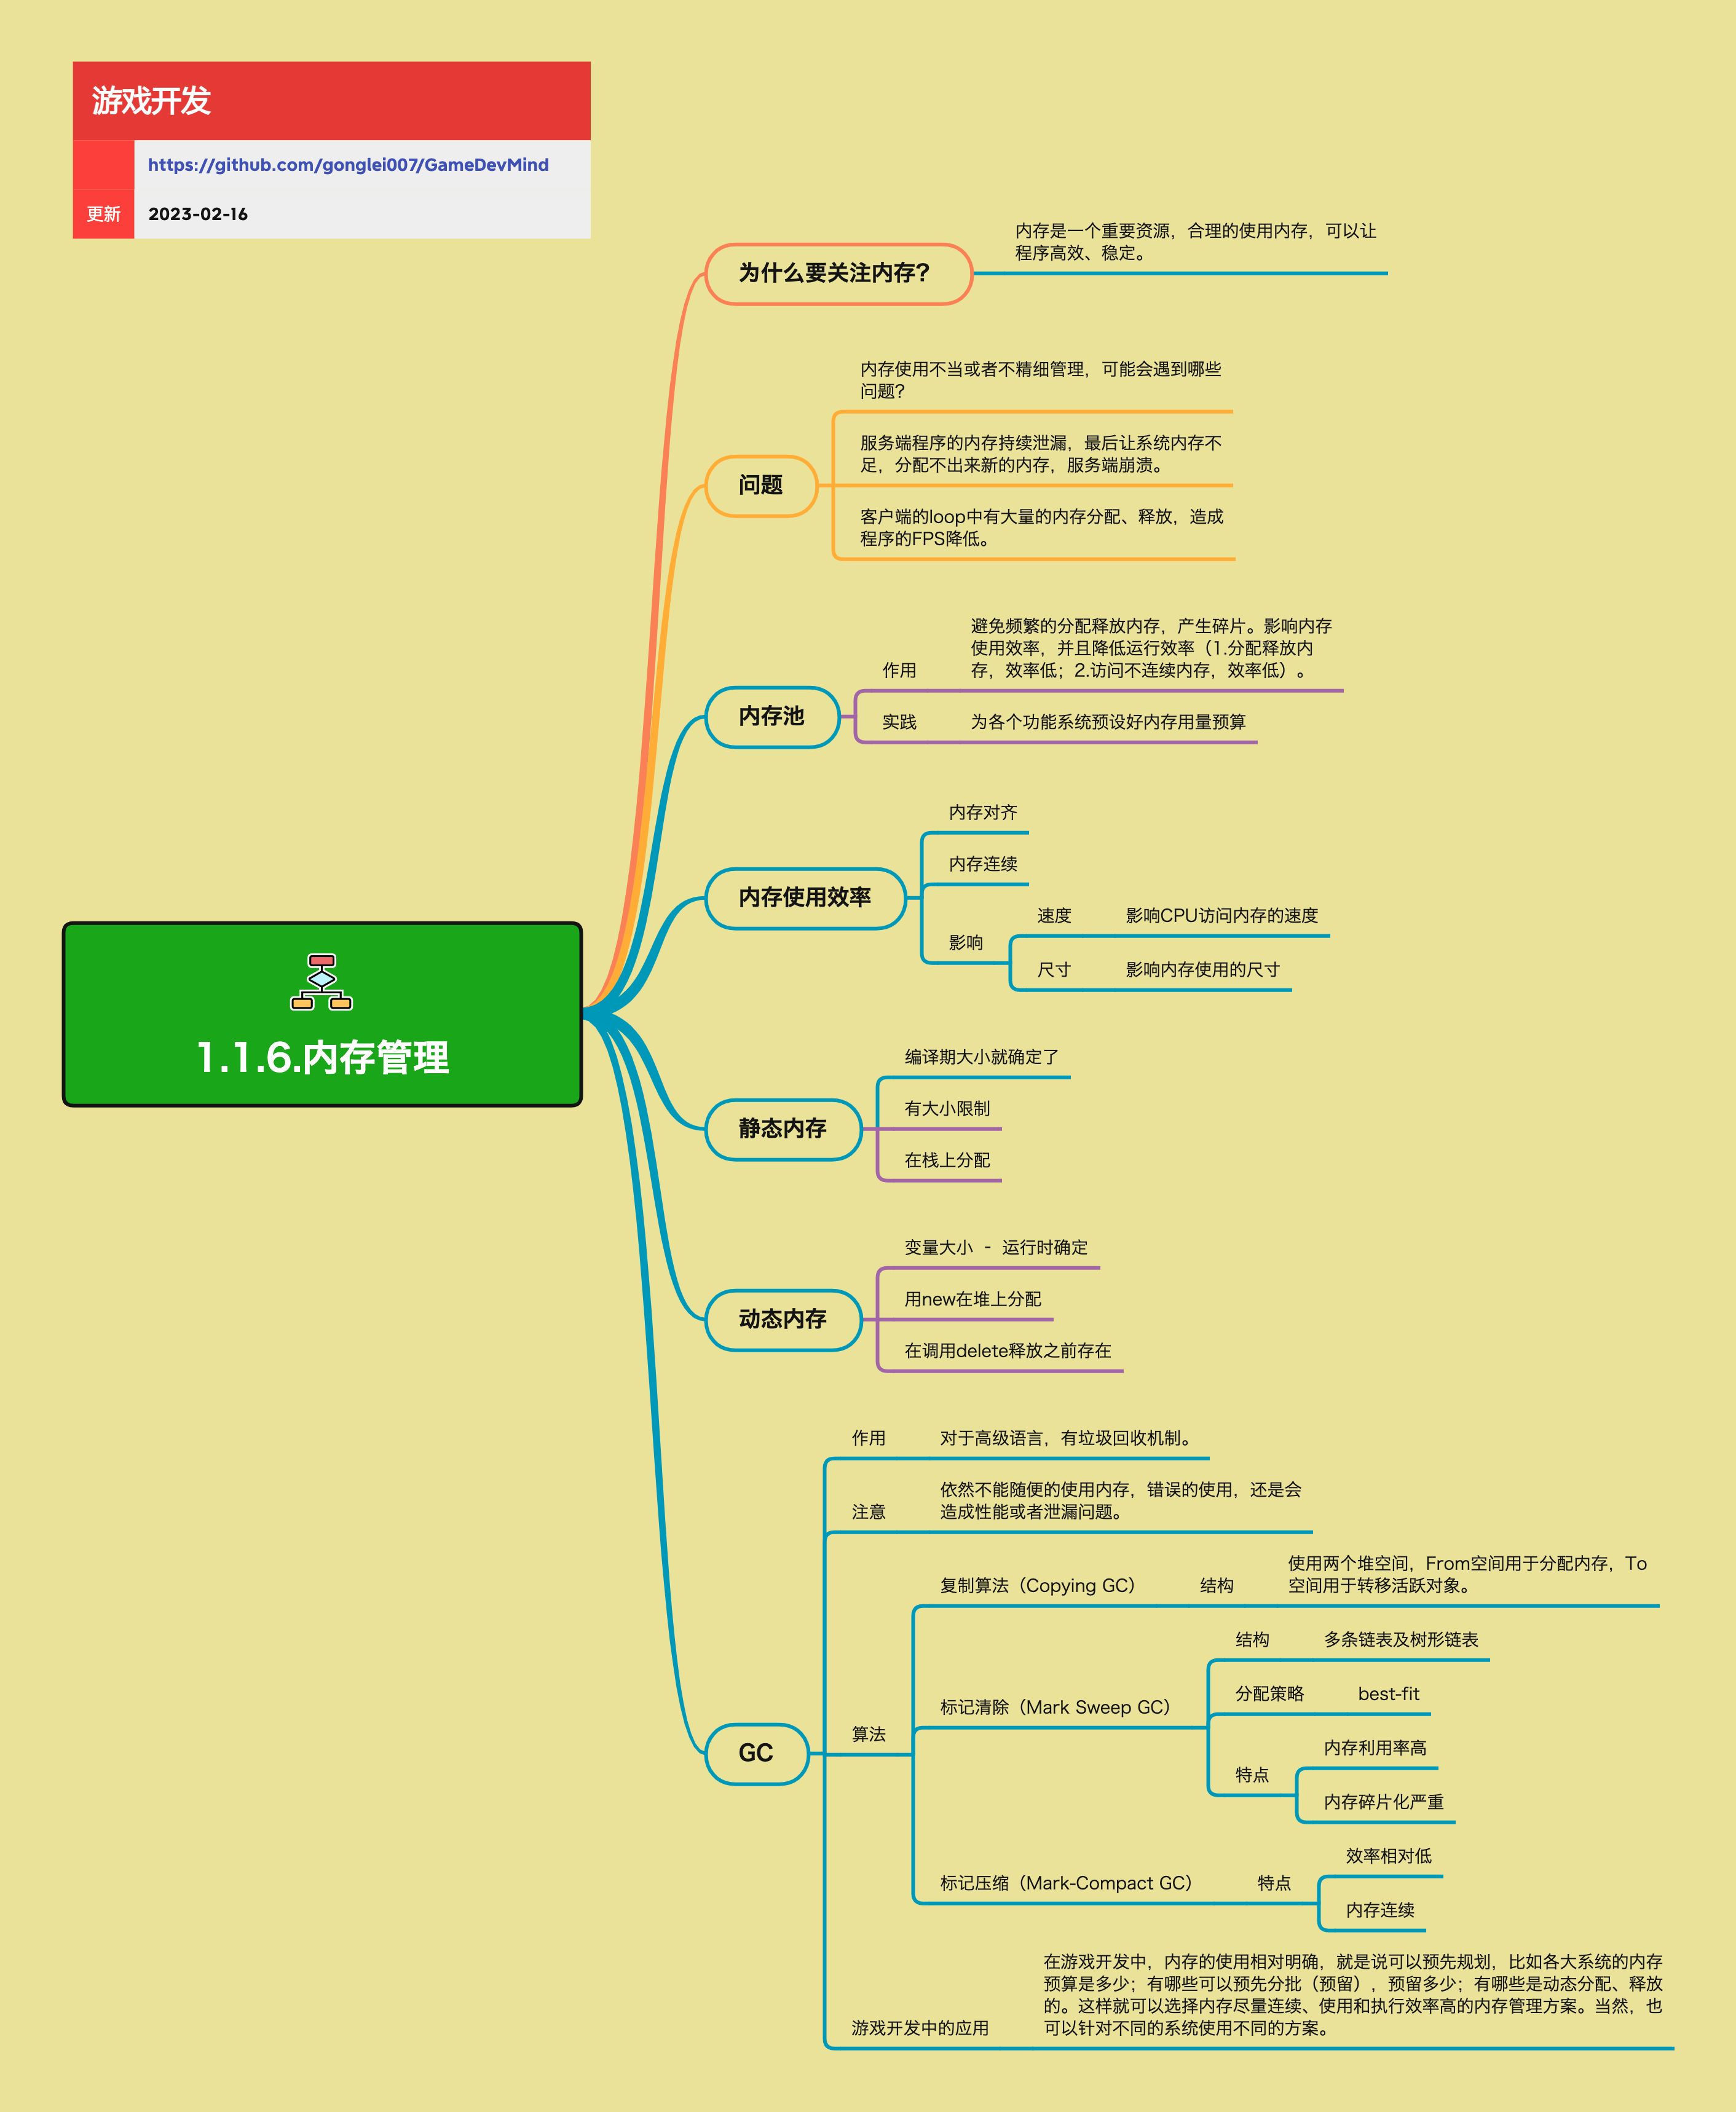 游戏开发
https://github.com/gonglei007/GameDevMind
更新
2023-02-16
1.1.6.内存管理
为什么要关注内存?
内存是一个重要资源，合理的使用内存，可以让
程序高效、稳定。
问题
内存使用不当或者不精细管理，可能会遇到哪些
问题?
服务端程序的内存持续泄漏，最后让系统内存不
足，分配不出来新的内存，服务端崩溃。
客户端的loop中有大量的内存分配、释放，造成
程序的FPS降低。
内存池
作用
避免频繁的分配释放内存，产生碎片。影响内存
使用效率，并且降低运行效率（1.分配释放内
存，效率低；2.访问不连续内存，效率低）。
实践
为各个功能系统预设好内存用量预算
内存使用效率
内存对齐
内存连续
影响
速度
影响CPU访问内存的速度
尺寸
影响内存使用的尺寸
静态内存
编译期大小就确定了
有大小限制
在栈上分配
动态内存
变量大小 - 运行时确定
用new在堆上分配
在调用delete释放之前存在
GC
作用
对于高级语言，有垃圾回收机制。
注意
依然不能随便的使用内存，错误的使用，还是会
造成性能或者泄漏问题。
算法
复制算法（Copying GC）
结构
使用两个堆空间，From空间用于分配内存，To
空间用于转移活跃对象。
标记清除（Mark Sweep GC）
结构
多条链表及树形链表
分配策略
best-fit
特点
内存利用率高
内存碎片化严重
标记压缩（Mark-Compact GC）
特点
效率相对低
内存连续
游戏开发中的应用
在游戏开发中，内存的使用相对明确，就是说可以预先规划，比如各大系统的内存
预算是多少；有哪些可以预先分批（预留），预留多少；有哪些是动态分配、释放
的。这样就可以选择内存尽量连续、使用和执行效率高的内存管理方案。当然，也
可以针对不同的系统使用不同的方案。